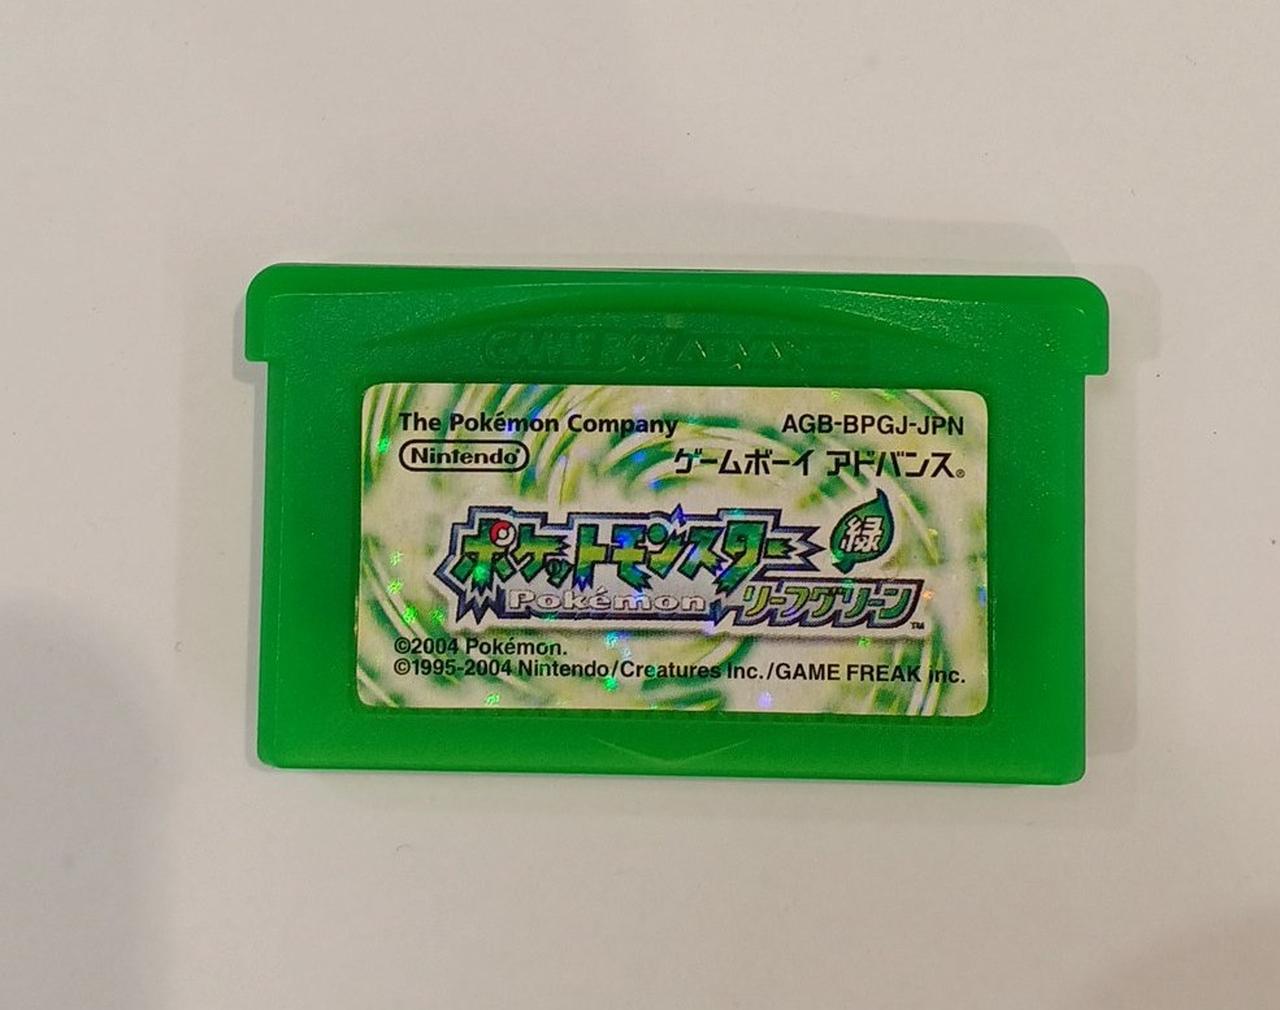 GAME BOY ADVANCE
The Pokémon Company AGB-BPGJ-JPN
Nintendo® ゲームボーイ アドバンス®
ポケットモンスター 緑
Pokémon リーフグリーン™
©2004 Pokémon.
©1995-2004 Nintendo/Creatures Inc./GAME FREAK inc.